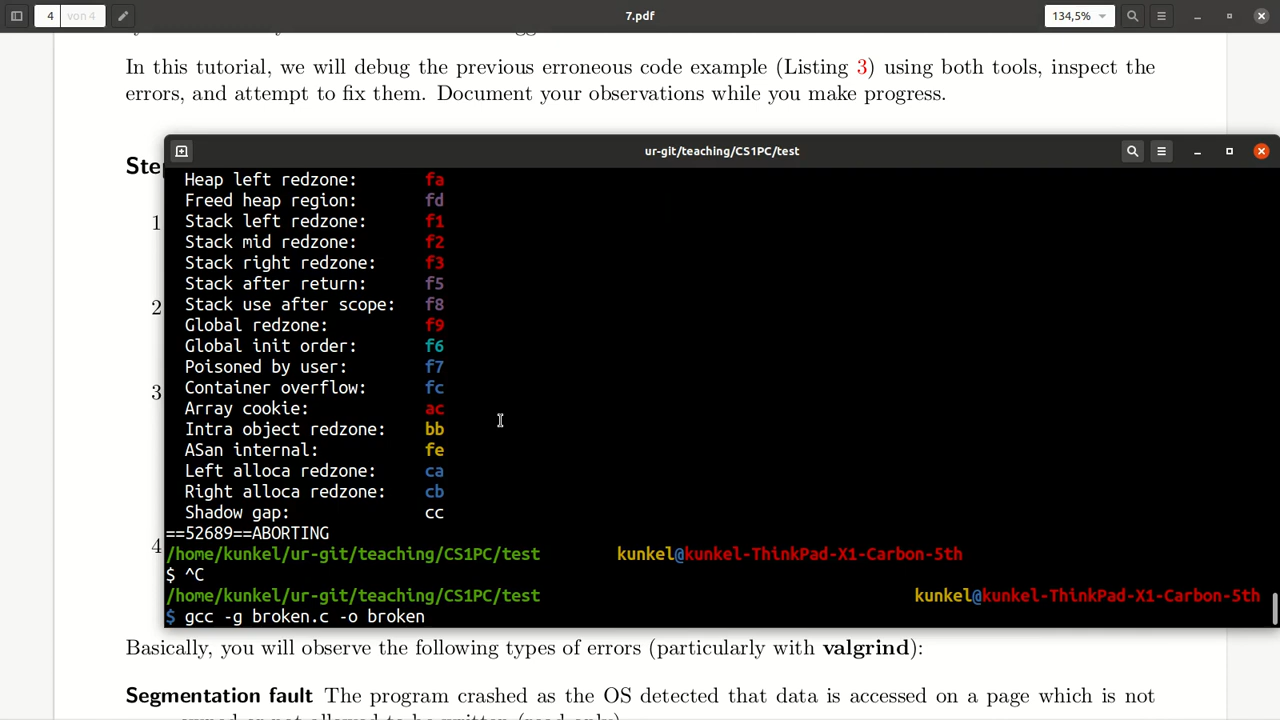 4 von 4 7.pdf 134,5%
In this tutorial, we will debug the previous erroneous code example (Listing 3) using both tools, inspect the
errors, and attempt to fix them. Document your observations while you make progress.
ur-git/teaching/CS1PC/test
Ste
Heap left redzone: fa
Freed heap region: fd
1 Stack left redzone: f1
Stack mid redzone: f2
Stack right redzone: f3
Stack after return: f5
2 Stack use after scope: f8
Global redzone: f9
Global init order: f6
Poisoned by user: f7
3 Container overflow: fc
Array cookie: ac
Intra object redzone: bb
ASan internal: fe
Left alloca redzone: ca
Right alloca redzone: cb
Shadow gap: cc
==52689==ABORTING
4 /home/kunkel/ur-git/teaching/CS1PC/test kunkel@kunkel-ThinkPad-X1-Carbon-5th
$ ^C
/home/kunkel/ur-git/teaching/CS1PC/test kunkel@kunkel-ThinkPad-X1-Carbon-5th
$ gcc -g broken.c -o broken
Basically, you will observe the following types of errors (particularly with valgrind):
Segmentation fault The program crashed as the OS detected that data is accessed on a page which is not